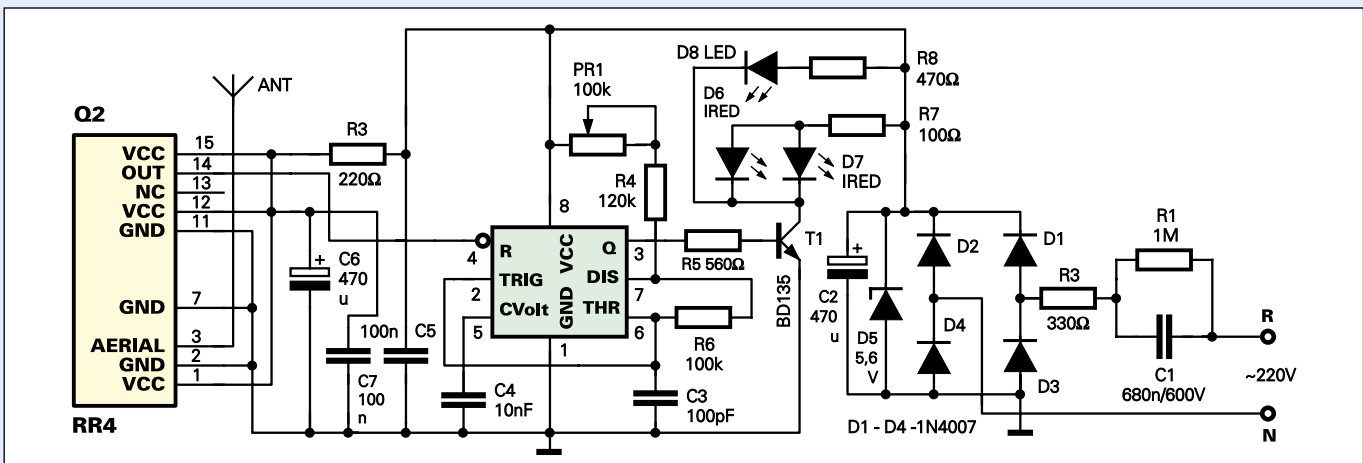 Q2
RR4
VCC
OUT
NC
VCC
GND
GND
AERIAL
GND
VCC
15
14
13
12
11
7
3
2
1
ANT
R3
220Ω
C6
470
u
100n
C5
C7
100
n
C4
10nF
PR1
100k
R4
120k
8
4
2
5
R
TRIG
CVolt
VCC
GND
Q
DIS
THR
3
7
6
1
R5 560Ω
R6
100k
C3
100pF
D8 LED
D6
IRED
D7
IRED
R8
470Ω
R7
100Ω
T1
BD135
+
C2
470
u
D5
5,6
V
D2
D4
D1
D3
R3
330Ω
R1
1M
C1
680n/600V
R
~220V
N
D1 - D4 -1N4007
+